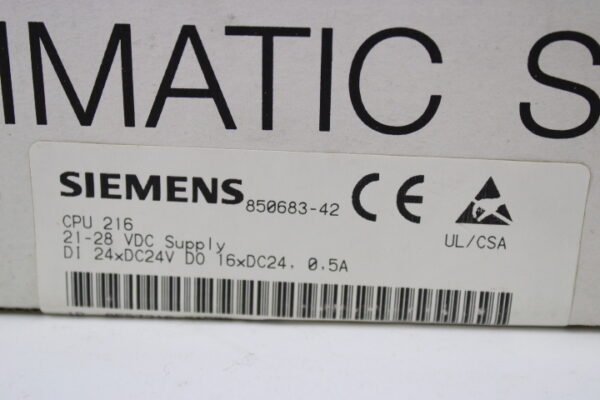 IMATIC S
SIEMENS 850683-42 CE
CPU 216
21-28 VDC Supply
DI 24xDC24V DO 16xDC24, 0.5A
UL/CSA